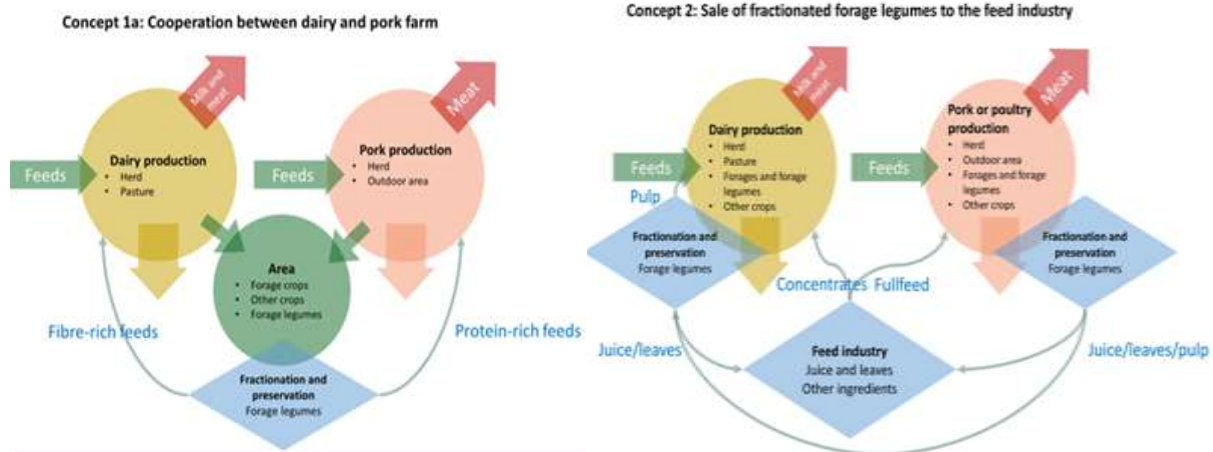 Concept 1a: Cooperation between dairy and pork farm
Milk and
meat
Meat
Feeds
Dairy production
• Herd
• Pasture
Feeds
Pork production
• Herd
• Outdoor area
Area
• Forage crops
• Other crops
• Forage legumes
Fibre-rich feeds
Protein-rich feeds
Fractionation and
preservation
Forage legumes
Concept 2: Sale of fractionated forage legumes to the feed industry
Milk and
meat
Meat
Feeds
Dairy production
• Herd
• Pasture
• Forages and forage
legumes
• Other crops
Feeds
Pork or poultry
production
• Herd
• Outdoor area
• Forages and forage
legumes
• Other crops
Pulp
Fractionation and
preservation
Forage legumes
Fractionation and
preservation
Forage legumes
Concentrates
Fullfeed
Juice/leaves
Feed industry
Juice and leaves
Other ingredients
Juice/leaves/pulp